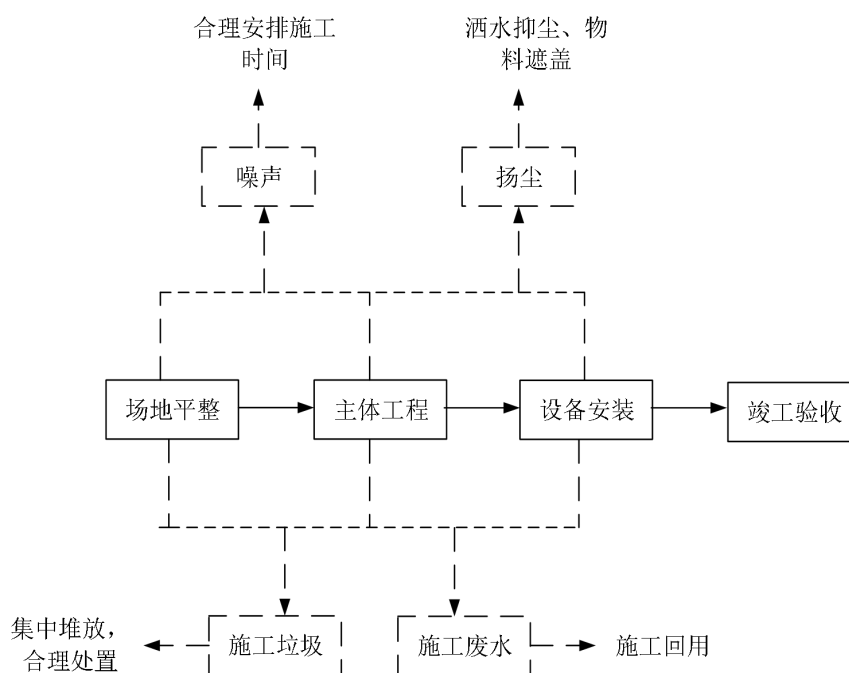 合理安排施工
时间
洒水抑尘、物
料遮盖
噪声
扬尘
场地平整
主体工程
设备安装
竣工验收
集中堆放，
合理处置
施工垃圾
施工废水
施工回用